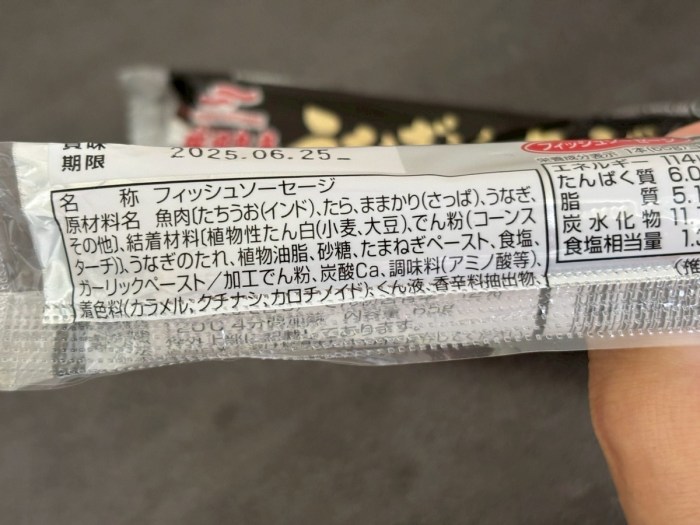 賞味
期限
2025.06.25
名 称 フィッシュソーセージ
原材料名 魚肉(たちうお(インド)、たら、ままかり(さっぱ)、うなぎ、
その他)、結着材料(植物性たん白(小麦、大豆)、でん粉(コーンス
ターチ))、うなぎのたれ、植物油脂、砂糖、たまねぎペースト、食塩、
ガーリックペースト/加工でん粉、炭酸Ca、調味料(アミノ酸等)、
着色料(カラメル、クチナシ、カロチノイド)、くん液、香辛料抽出物、
エネルギー 114
たんぱく質 6.0
脂 質 5.1
炭水化物 11.
食塩相当量 1.